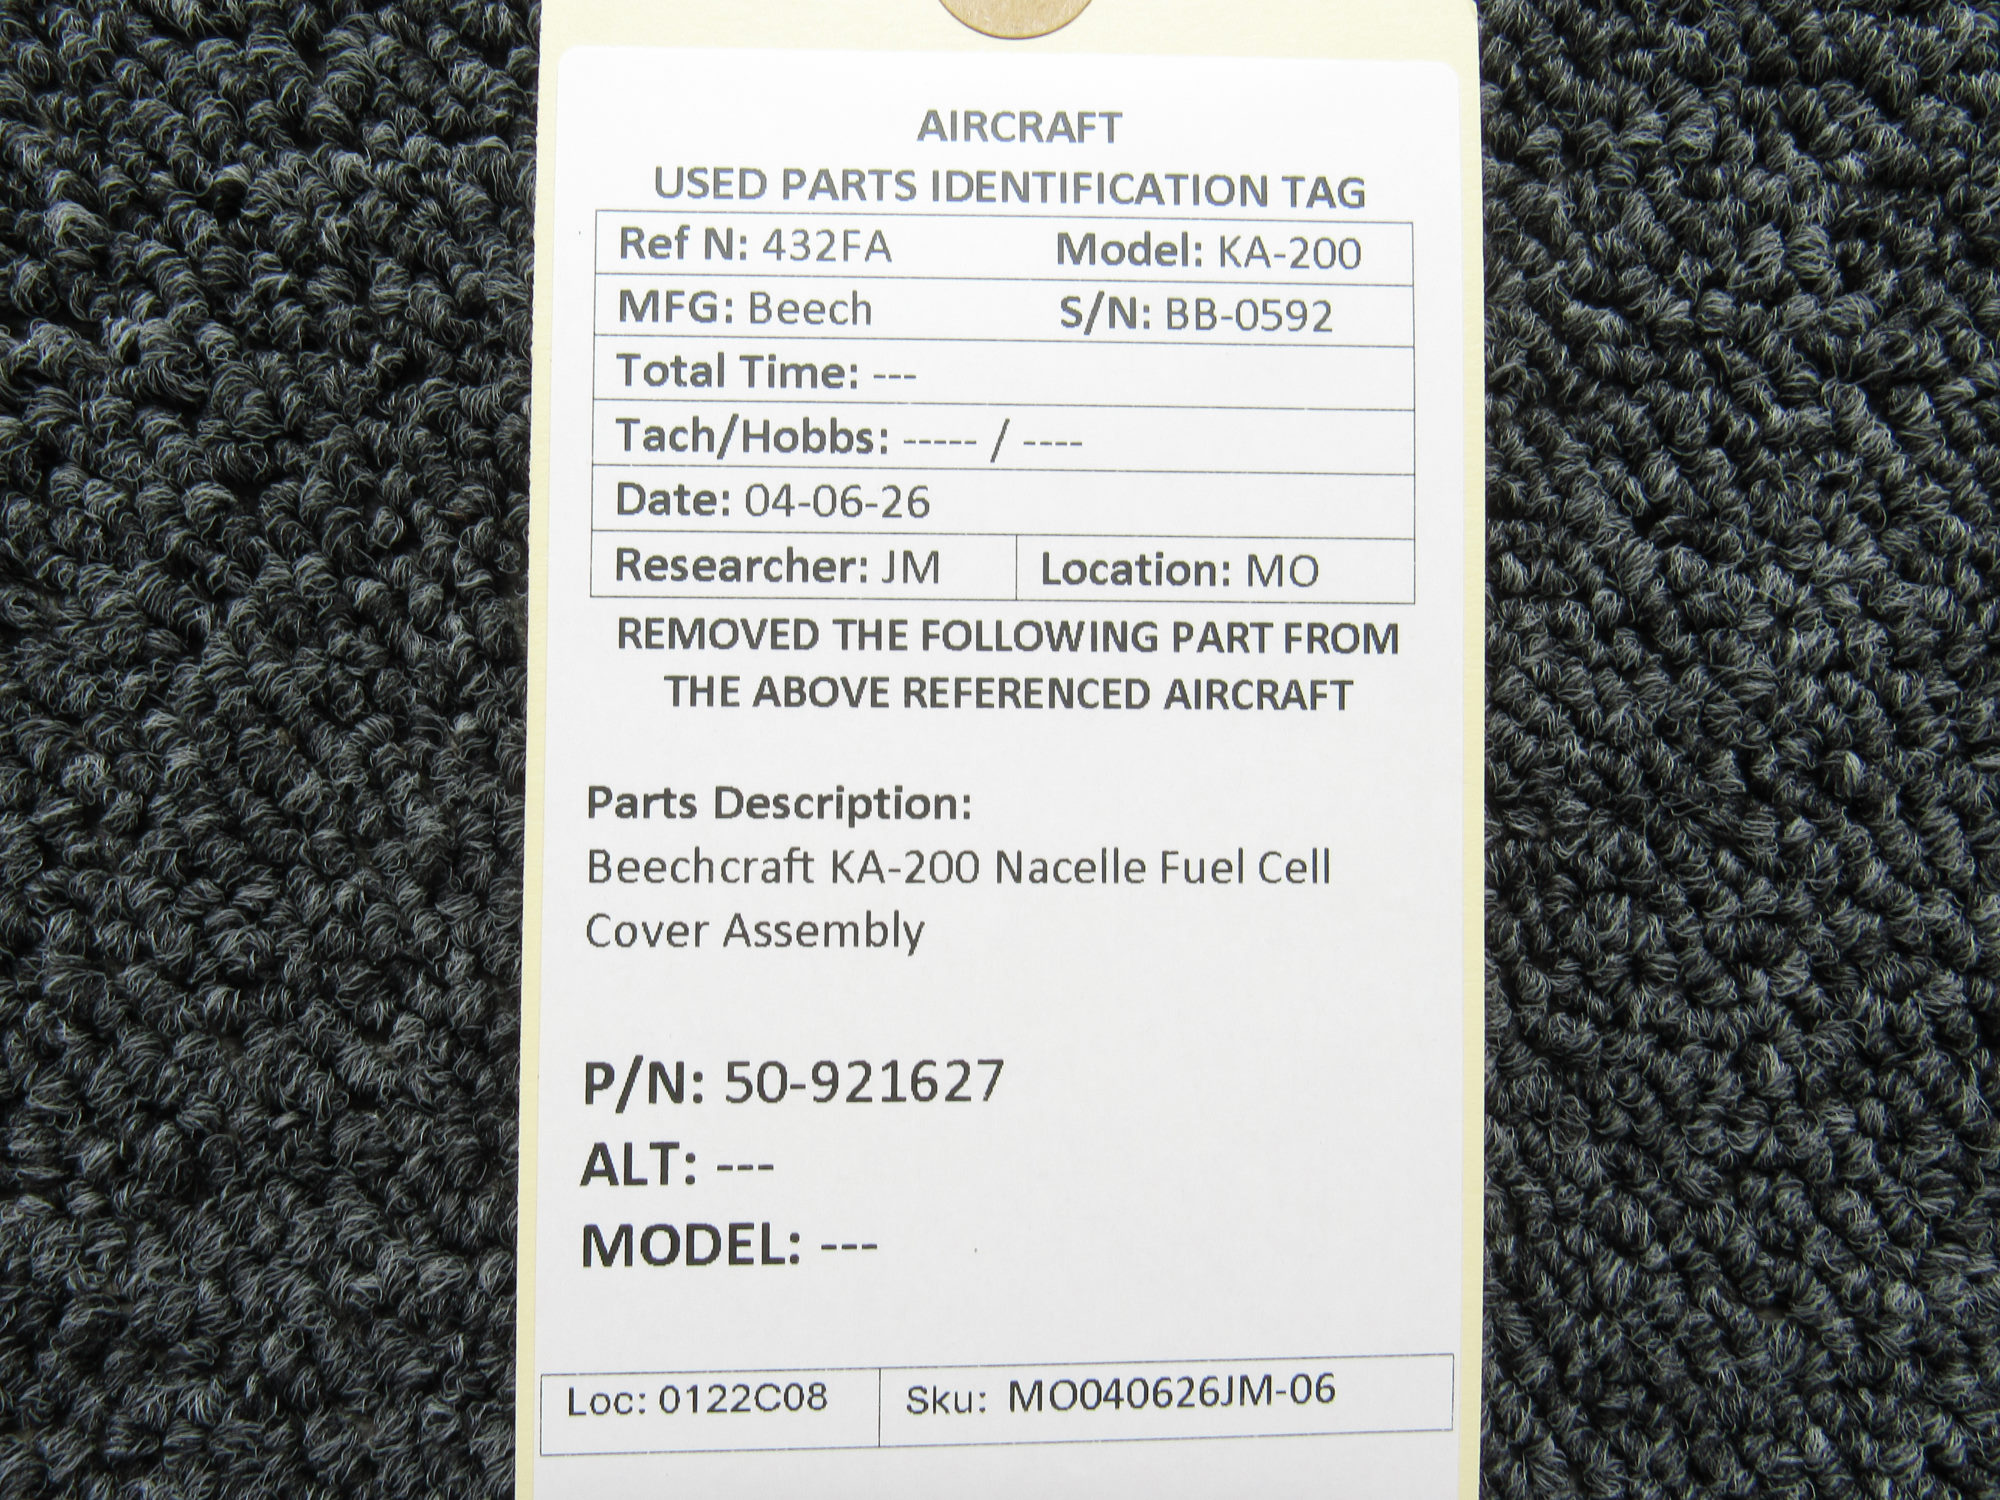 AIRCRAFT
USED PARTS IDENTIFICATION TAG
Ref N: 432FA Model: KA-200
MFG: Beech S/N: BB-0592
Total Time: ---
Tach/Hobbs: ----- / ----
Date: 04-06-26
Researcher: JM Location: MO
REMOVED THE FOLLOWING PART FROM
THE ABOVE REFERENCED AIRCRAFT
Parts Description:
Beechcraft KA-200 Nacelle Fuel Cell
Cover Assembly
P/N: 50-921627
ALT: ---
MODEL: ---
Loc: 0122C08 Sku: MO040626JM-06